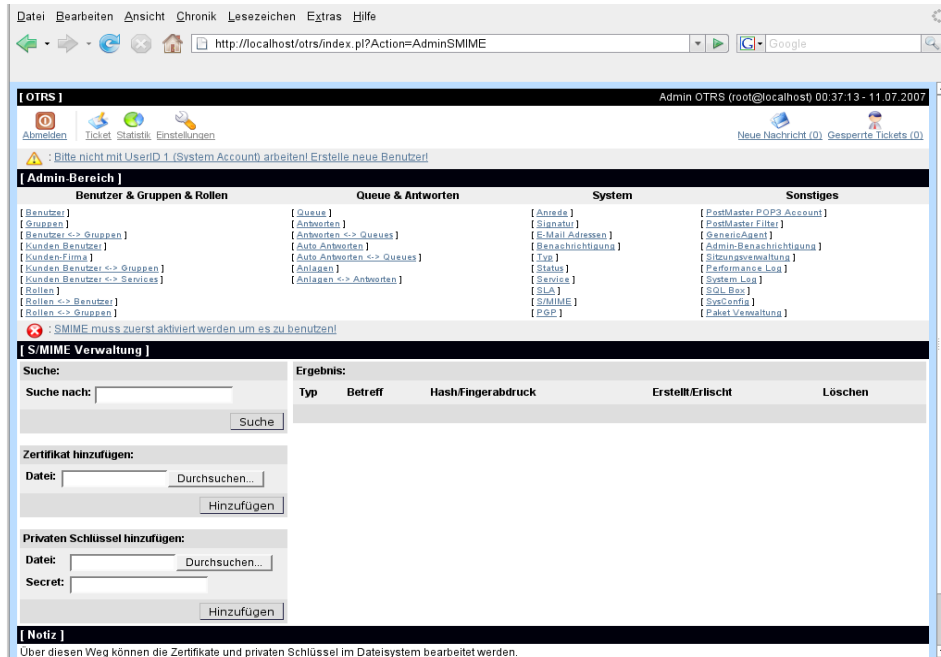 Datei Bearbeiten Ansicht Chronik Lesezeichen Extras Hilfe
http://localhost/otrs/index.pl?Action=AdminSMIME
G Google
[ OTRS ] Admin OTRS (root@localhost) 00:37:13 - 11.07.2007
Abmelden Ticket Statistik Einstellungen Neue Nachricht (0) Gesperrte Tickets (0)
: Bitte nicht mit UserID 1 (System Account) arbeiten! Erstelle neue Benutzer!
[ Admin-Bereich ]
Benutzer & Gruppen & Rollen Queue & Antworten System Sonstiges
[ Benutzer ] [ Queue ] [ Anrede ] [ PostMaster POP3 Account ]
[ Gruppen ] [ Antworten ] [ Signatur ] [ PostMaster Filter ]
[ Benutzer <-> Gruppen ] [ Antworten <-> Queues ] [ E-Mail Adressen ] [ GenericAgent ]
[ Kunden Benutzer ] [ Auto Antworten ] [ Benachrichtigung ] [ Admin-Benachrichtigung ]
[ Kunden-Firma ] [ Auto Antworten <-> Queues ] [ Typ ] [ Sitzungsverwaltung ]
[ Kunden Benutzer <-> Gruppen ] [ Anlagen ] [ Status ] [ Performance Log ]
[ Kunden Benutzer <-> Services ] [ Anlagen <-> Antworten ] [ Service ] [ System Log ]
[ Rollen ] [ SLA ] [ SQL Box ]
[ Rollen <-> Benutzer ] [ S/MIME ] [ SysConfig ]
[ Rollen <-> Gruppen ] [ PGP ] [ Paket Verwaltung ]
: SMIME muss zuerst aktiviert werden um es zu benutzen!
[ S/MIME Verwaltung ]
Suche: Ergebnis:
Suche nach: Typ Betreff Hash/Fingerabdruck Erstellt/Erlischt Löschen
Suche
Zertifikat hinzufügen:
Datei: Durchsuchen...
Hinzufügen
Privaten Schlüssel hinzufügen:
Datei: Durchsuchen...
Secret:
Hinzufügen
[ Notiz ]
Über diesen Weg können die Zertifikate und privaten Schlüssel im Dateisystem bearbeitet werden.